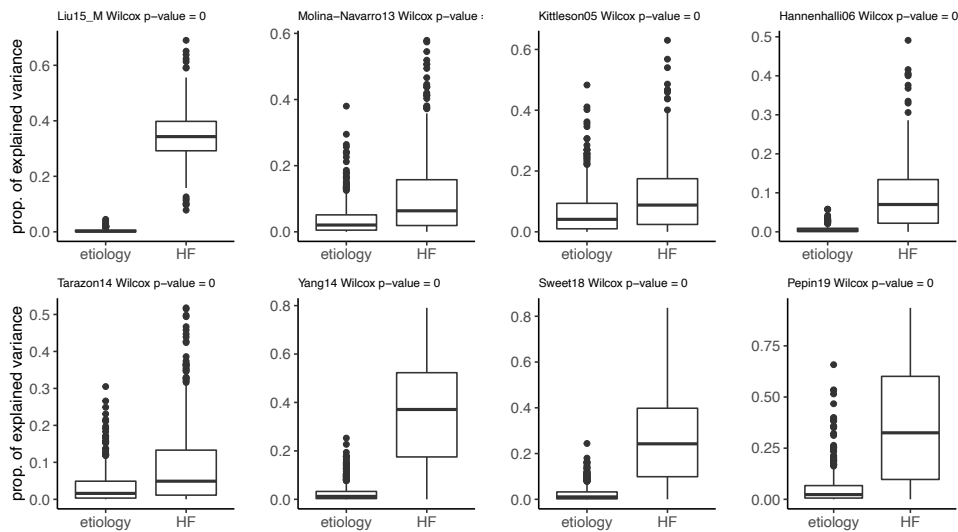 Liu15_M Wilcox p-value = 0
Molina-Navarro13 Wilcox p-value =
Kittleson05 Wilcox p-value = 0
Hannenhalli06 Wilcox p-value = 0
prop. of explained variance
0.6
0.4
0.2
0.0
etiology HF
0.6
0.4
0.2
0.0
etiology HF
0.6
0.4
0.2
0.0
etiology HF
0.5
0.4
0.3
0.2
0.1
0.0
etiology HF
Tarazon14 Wilcox p-value = 0
Yang14 Wilcox p-value = 0
Sweet18 Wilcox p-value = 0
Pepin19 Wilcox p-value = 0
prop. of explained variance
0.5
0.4
0.3
0.2
0.1
0.0
etiology HF
0.8
0.6
0.4
0.2
0.0
etiology HF
0.8
0.6
0.4
0.2
0.0
etiology HF
0.75
0.50
0.25
0.00
etiology HF